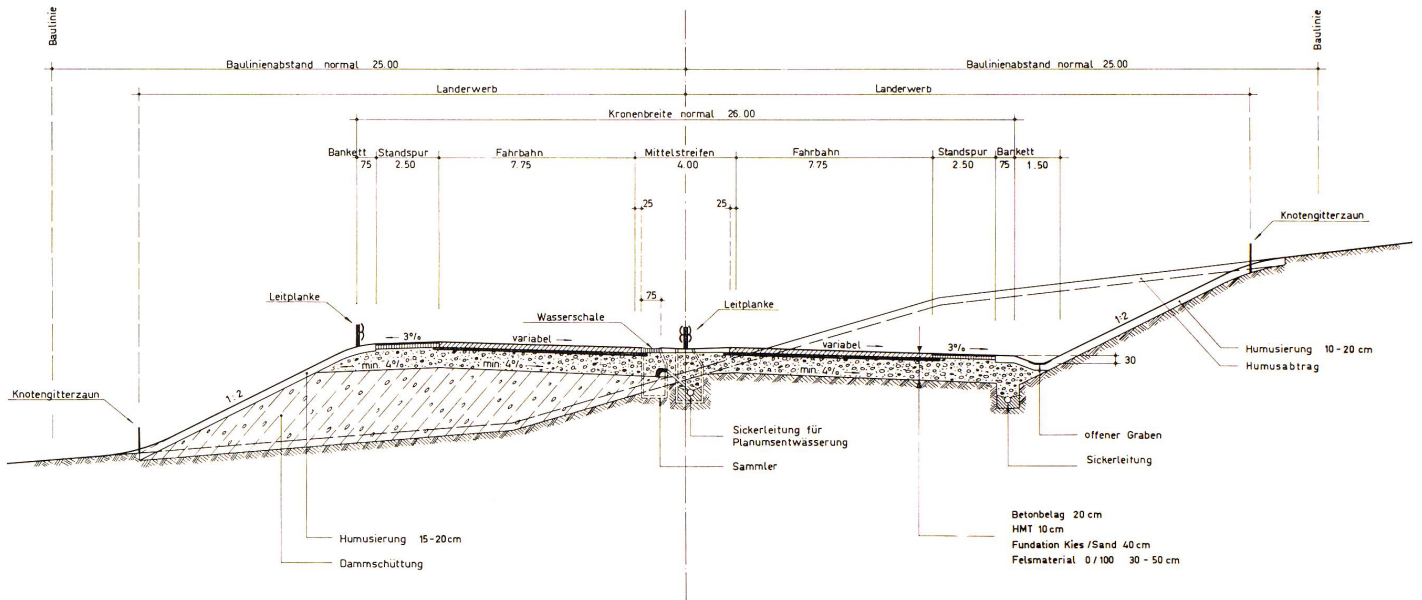 Baulinie
Baulinie
Baulinienabstand normal 25.00
Baulinienabstand normal 25.00
Landerwerb
Landerwerb
Kronenbreite normal 26.00
Bankett Standspur Fahrbahn Mittelstreifen Fahrbahn Standspur Bankett
75 2.50 7.75 4.00 7.75 2.50 75 1.50
25 25
Knotengitterzaun
Leitplanke
75
Leitplanke
Wasserschale
1:2
3% variabel variabel 3%
30
Humusierung 10-20 cm
Humusabtrag
min. 4% min. 4% min. 4%
Knotengitterzaun
1:2
Sickerleitung für
Planumsentwässerung
offener Graben
Sammler
Sickerleitung
Betonbelag 20 cm
HMT 10 cm
Fundation Kies/Sand 40 cm
Felsmaterial 0/100 30 - 50 cm
Humusierung 15-20 cm
Dammschüttung